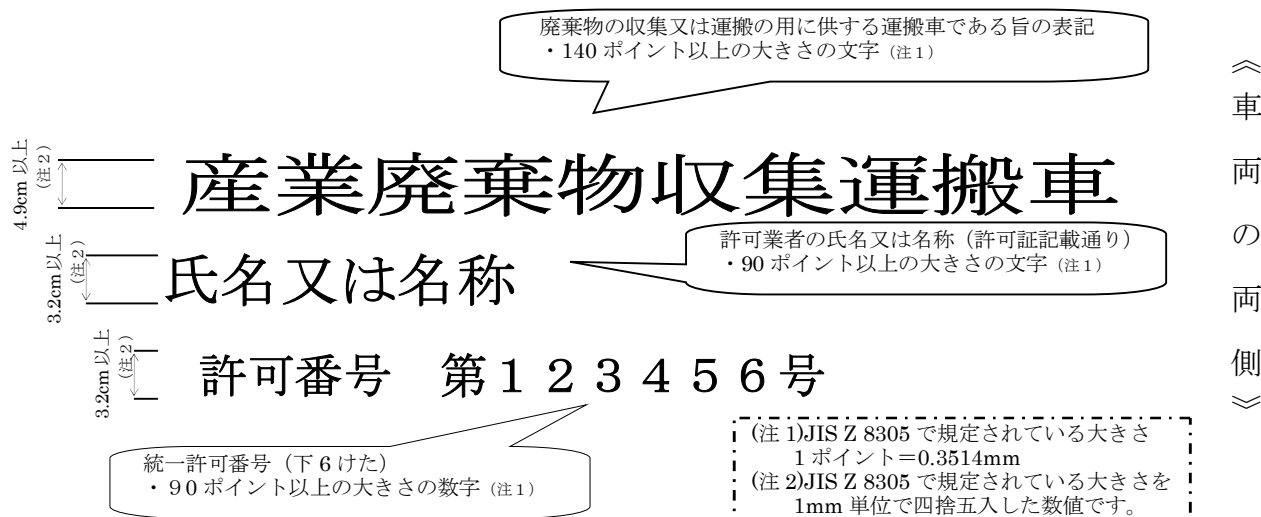 廃棄物の収集又は運搬の用に供する運搬車である旨の表記
・140 ポイント以上の大きさの文字（注１）
4.9cm 以上
（注２）
産業廃棄物収集運搬車
許可業者の氏名又は名称（許可証記載通り）
・90 ポイント以上の大きさの文字（注１）
3.2cm 以上
（注２）
氏名又は名称
3.2cm 以上
（注２）
許可番号　第１２３４５６号
統一許可番号（下 6 けた）
・９0 ポイント以上の大きさの数字（注１）
(注 1)JIS Z 8305 で規定されている大きさ
1 ポイント＝0.3514mm
(注 2)JIS Z 8305 で規定されている大きさを
1mm 単位で四捨五入した数値です。
《車両の両側》